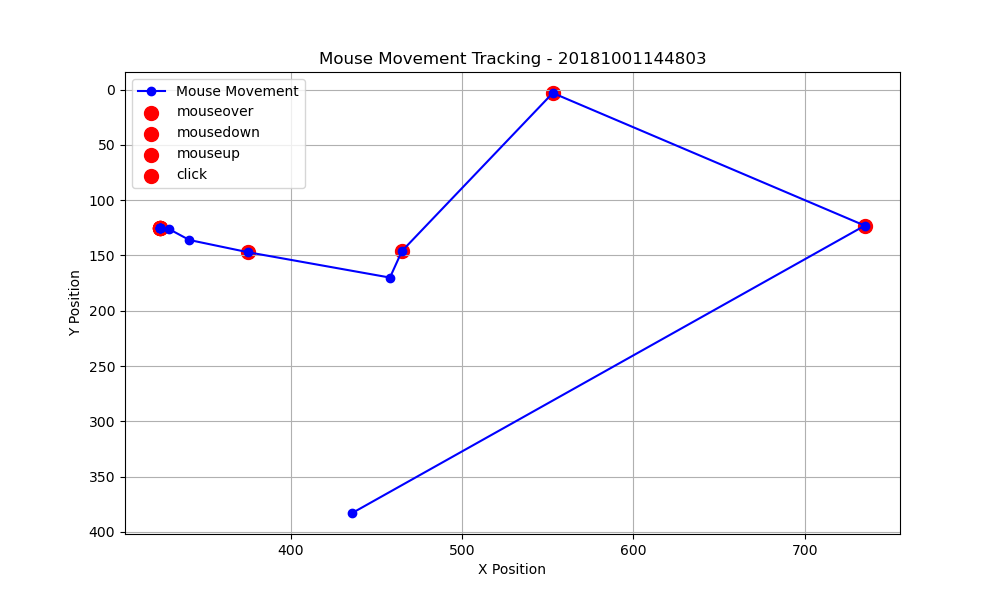 Mouse Movement Tracking - 20181001144803
Mouse Movement
mouseover
mousedown
mouseup
click
0
50
100
150
200
250
300
350
400
Y Position
400
500
600
700
X Position